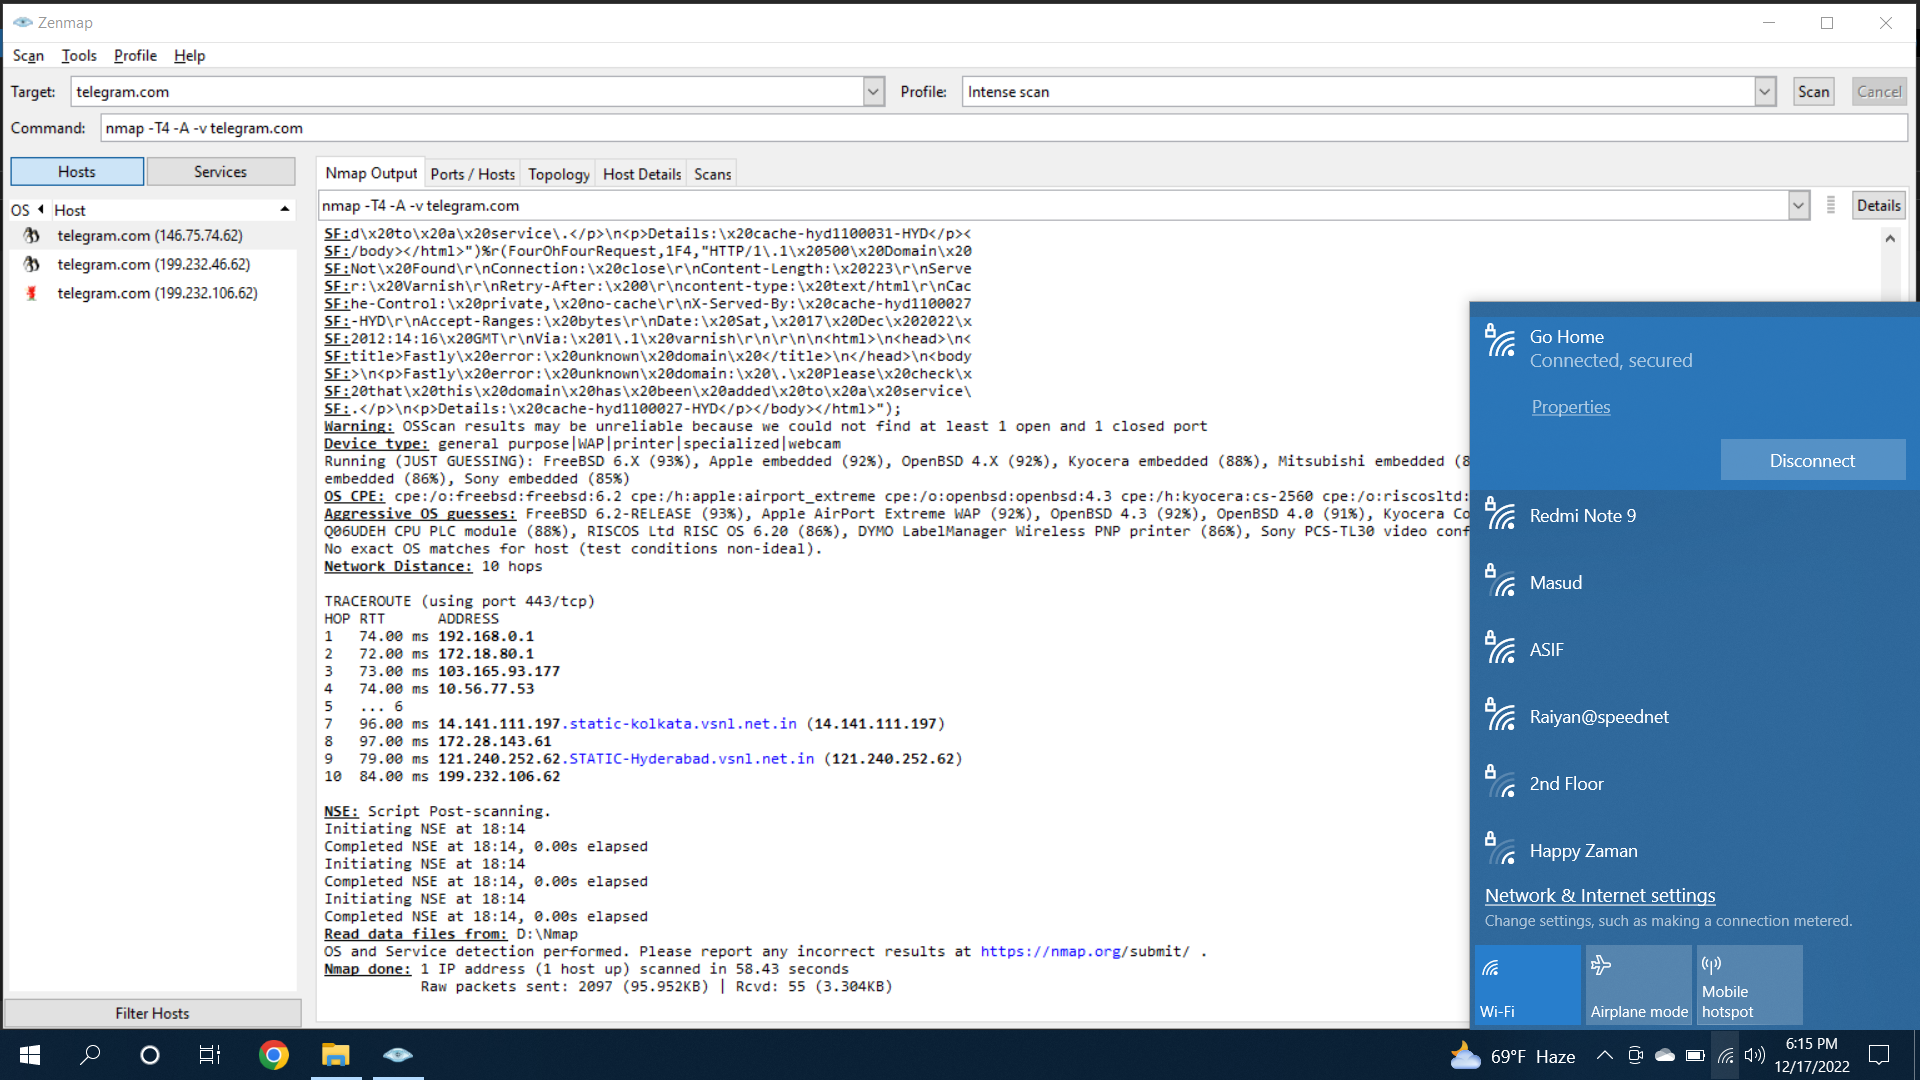 Zenmap
Scan Tools Profile Help
Target: telegram.com Profile: Intense scan Scan Cancel
Command: nmap -T4 -A -v telegram.com
Hosts Services
Nmap Output Ports / Hosts Topology Host Details Scans
nmap -T4 -A -v telegram.com Details
OS Host
telegram.com (146.75.74.62)
telegram.com (199.232.46.62)
telegram.com (199.232.106.62)
Filter Hosts
SF:d\x20to\x20a\x20service\.</p>\n<p>Details:\x20cache-hyd1100031-HYD</p><
SF:/body></html>")%r(FourOhFourRequest,1F4,"HTTP/1\.1\x20500\x20Domain\x20
SF:Not\x20Found\r\nConnection:\x20close\r\nContent-Length:\x20223\r\nServe
SF:r:\x20Varnish\r\nRetry-After:\x200\r\ncontent-type:\x20text/html\r\nCac
SF:he-Control:\x20private,\x20no-cache\r\nX-Served-By:\x20cache-hyd1100027
SF:-HYD\r\nAccept-Ranges:\x20bytes\r\nDate:\x20Sat,\x2017\x20Dec\x202022\x
SF:2012:14:16\x20GMT\r\nVia:\x201\.1\x20varnish\r\n\r\n\n<html>\n<head>\n<
SF:title>Fastly\x20error:\x20unknown\x20domain\x20</title>\n</head>\n<body
SF:>\n<p>Fastly\x20error:\x20unknown\x20domain:\x20\.\x20Please\x20check\x
SF:20that\x20this\x20domain\x20has\x20been\x20added\x20to\x20a\x20service\
SF:.</p>\n<p>Details:\x20cache-hyd1100027-HYD</p></body></html>");
Warning: OSScan results may be unreliable because we could not find at least 1 open and 1 closed port
Device type: general purpose|WAP|printer|specialized|webcam
Running (JUST GUESSING): FreeBSD 6.X (93%), Apple embedded (92%), OpenBSD 4.X (92%), Kyocera embedded (88%), Mitsubishi embedded (8
embedded (86%), Sony embedded (85%)
OS CPE: cpe:/o:freebsd:freebsd:6.2 cpe:/h:apple:airport_extreme cpe:/o:openbsd:openbsd:4.3 cpe:/h:kyocera:cs-2560 cpe:/o:riscosltd:
Aggressive OS guesses: FreeBSD 6.2-RELEASE (93%), Apple AirPort Extreme WAP (92%), OpenBSD 4.3 (92%), OpenBSD 4.0 (91%), Kyocera Co
Q06UDEH CPU PLC module (88%), RISCOS Ltd RISC OS 6.20 (86%), DYMO LabelManager Wireless PNP printer (86%), Sony PCS-TL30 video conf
No exact OS matches for host (test conditions non-ideal).
Network Distance: 10 hops
TRACEROUTE (using port 443/tcp)
HOP RTT ADDRESS
1 74.00 ms 192.168.0.1
2 72.00 ms 172.18.80.1
3 73.00 ms 103.165.93.177
4 74.00 ms 10.56.77.53
5 ... 6
7 96.00 ms 14.141.111.197.static-kolkata.vsnl.net.in (14.141.111.197)
8 97.00 ms 172.28.143.61
9 79.00 ms 121.240.252.62.STATIC-Hyderabad.vsnl.net.in (121.240.252.62)
10 84.00 ms 199.232.106.62
NSE: Script Post-scanning.
Initiating NSE at 18:14
Completed NSE at 18:14, 0.00s elapsed
Initiating NSE at 18:14
Completed NSE at 18:14, 0.00s elapsed
Initiating NSE at 18:14
Completed NSE at 18:14, 0.00s elapsed
Read data files from: D:\Nmap
OS and Service detection performed. Please report any incorrect results at https://nmap.org/submit/ .
Nmap done: 1 IP address (1 host up) scanned in 58.43 seconds
Raw packets sent: 2097 (95.952KB) | Rcvd: 55 (3.304KB)
Go Home
Connected, secured
Properties
Disconnect
Redmi Note 9
Masud
ASIF
Raiyan@speednet
2nd Floor
Happy Zaman
Network & Internet settings
Change settings, such as making a connection metered.
Wi-Fi
Airplane mode
Mobile
hotspot
69°F Haze
6:15 PM
12/17/2022